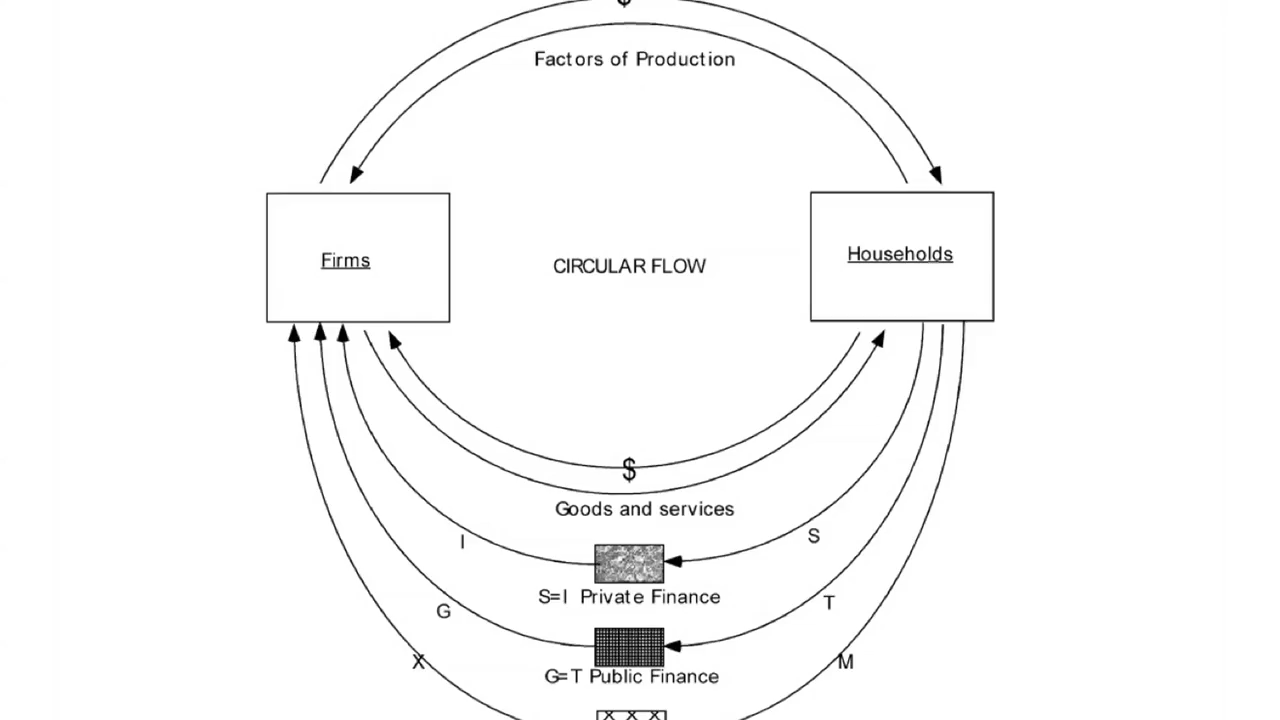 $
Factors of Production
Firms
CIRCULAR FLOW
Households
$
Goods and services
I
S
S=I Private Finance
G
T
G=T Public Finance
X
M